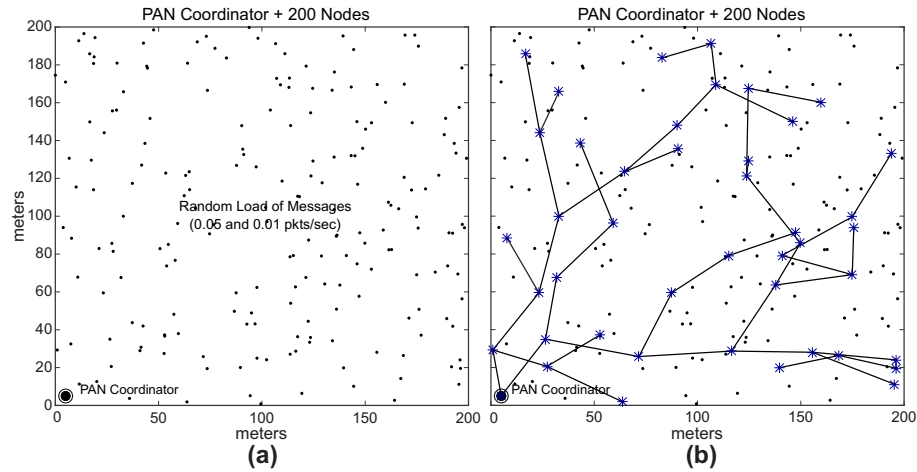 PAN Coordinator + 200 Nodes
200
180
160
140
120
100
80
60
40
20
0
meters
Random Load of Messages
(0.05 and 0.01 pkts/sec)
PAN Coordinator
50
100
150
200
meters
(a)
PAN Coordinator + 200 Nodes
200
180
160
140
120
100
80
60
40
20
0
PAN Coordinator
50
100
150
200
meters
(b)